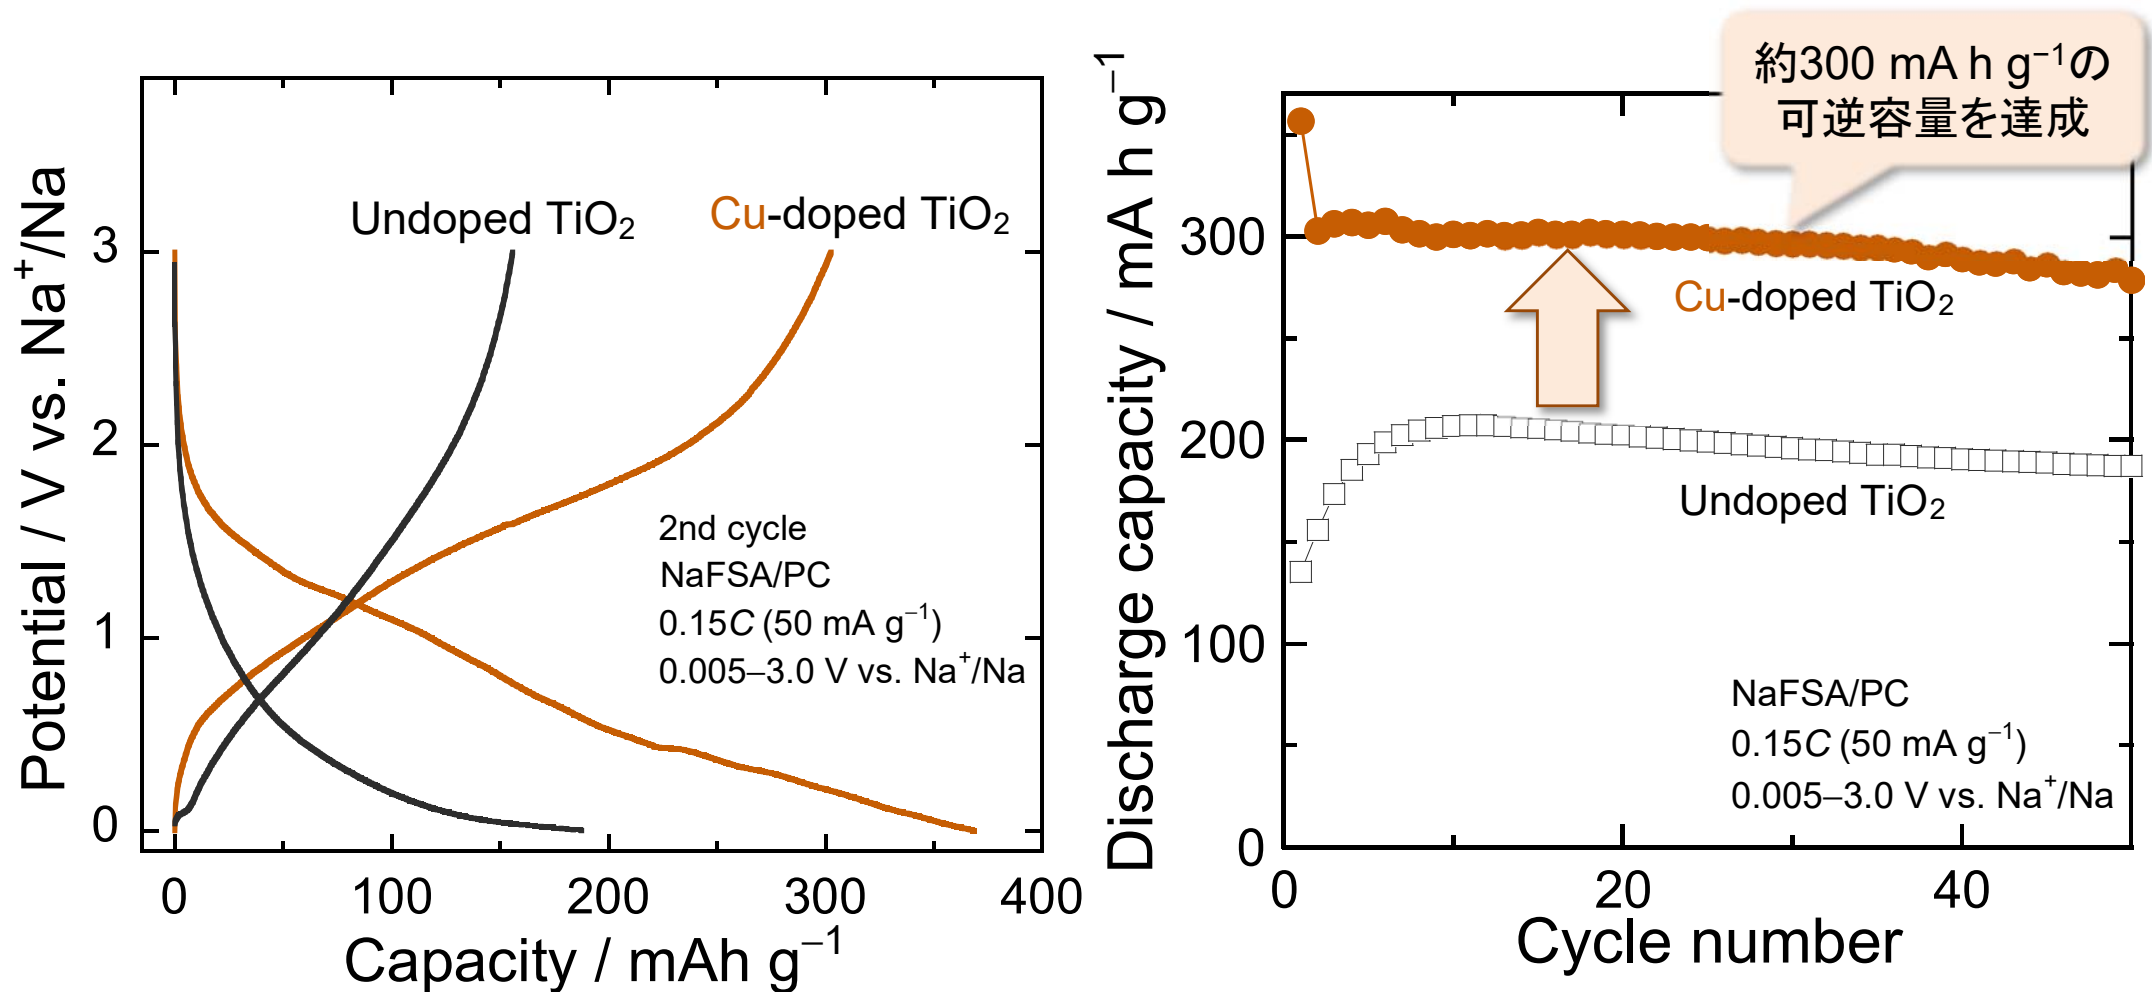 Potential / V vs. Na⁺/Na
3
2
1
0
Undoped TiO₂
Cu-doped TiO₂
2nd cycle
NaFSA/PC
0.15C (50 mA g⁻¹)
0.005–3.0 V vs. Na⁺/Na
0 100 200 300 400
Capacity / mAh g⁻¹
Discharge capacity / mA h g⁻¹
300
200
100
0
約300 mA h g⁻¹の
可逆容量を達成
Cu-doped TiO₂
Undoped TiO₂
NaFSA/PC
0.15C (50 mA g⁻¹)
0.005–3.0 V vs. Na⁺/Na
0 20 40
Cycle number